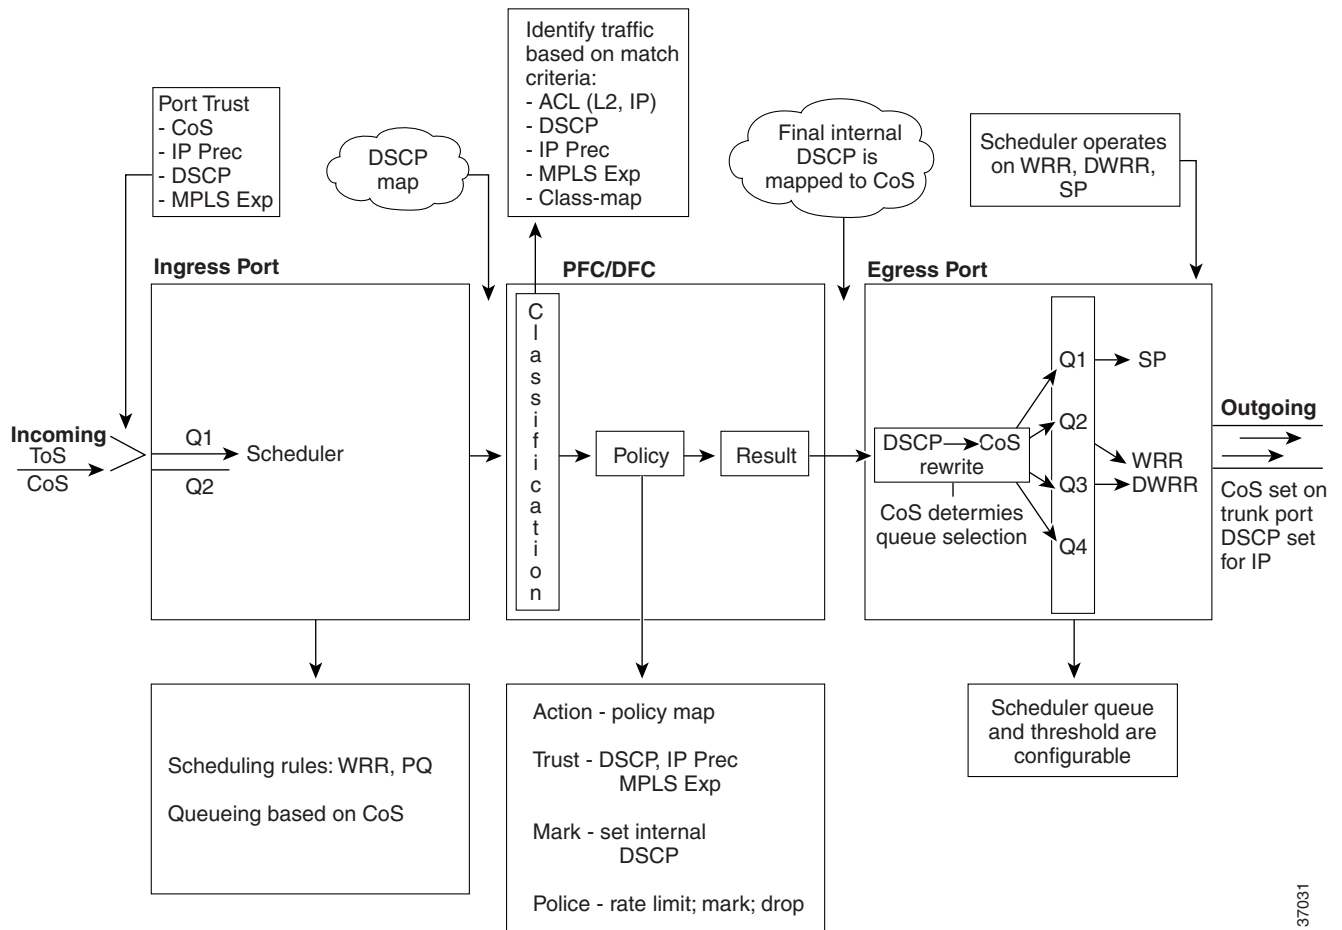 Port Trust
- CoS
- IP Prec
- DSCP
- MPLS Exp
DSCP
map
Identify traffic
based on match
criteria:
- ACL (L2, IP)
- DSCP
- IP Prec
- MPLS Exp
- Class-map
Final internal
DSCP is
mapped to CoS
Scheduler operates
on WRR, DWRR,
SP
Ingress Port
PFC/DFC
Egress Port
Incoming
ToS
CoS
Q1
Q2
Scheduler
Classification
Policy
Result
DSCP CoS
rewrite
CoS determies
queue selection
Q1
Q2
Q3
Q4
SP
WRR
DWRR
Outgoing
CoS set on
trunk port
DSCP set
for IP
Scheduling rules: WRR, PQ
Queueing based on CoS
Action - policy map
Trust - DSCP, IP Prec
MPLS Exp
Mark - set internal
DSCP
Police - rate limit; mark; drop
Scheduler queue
and threshold are
configurable
37031